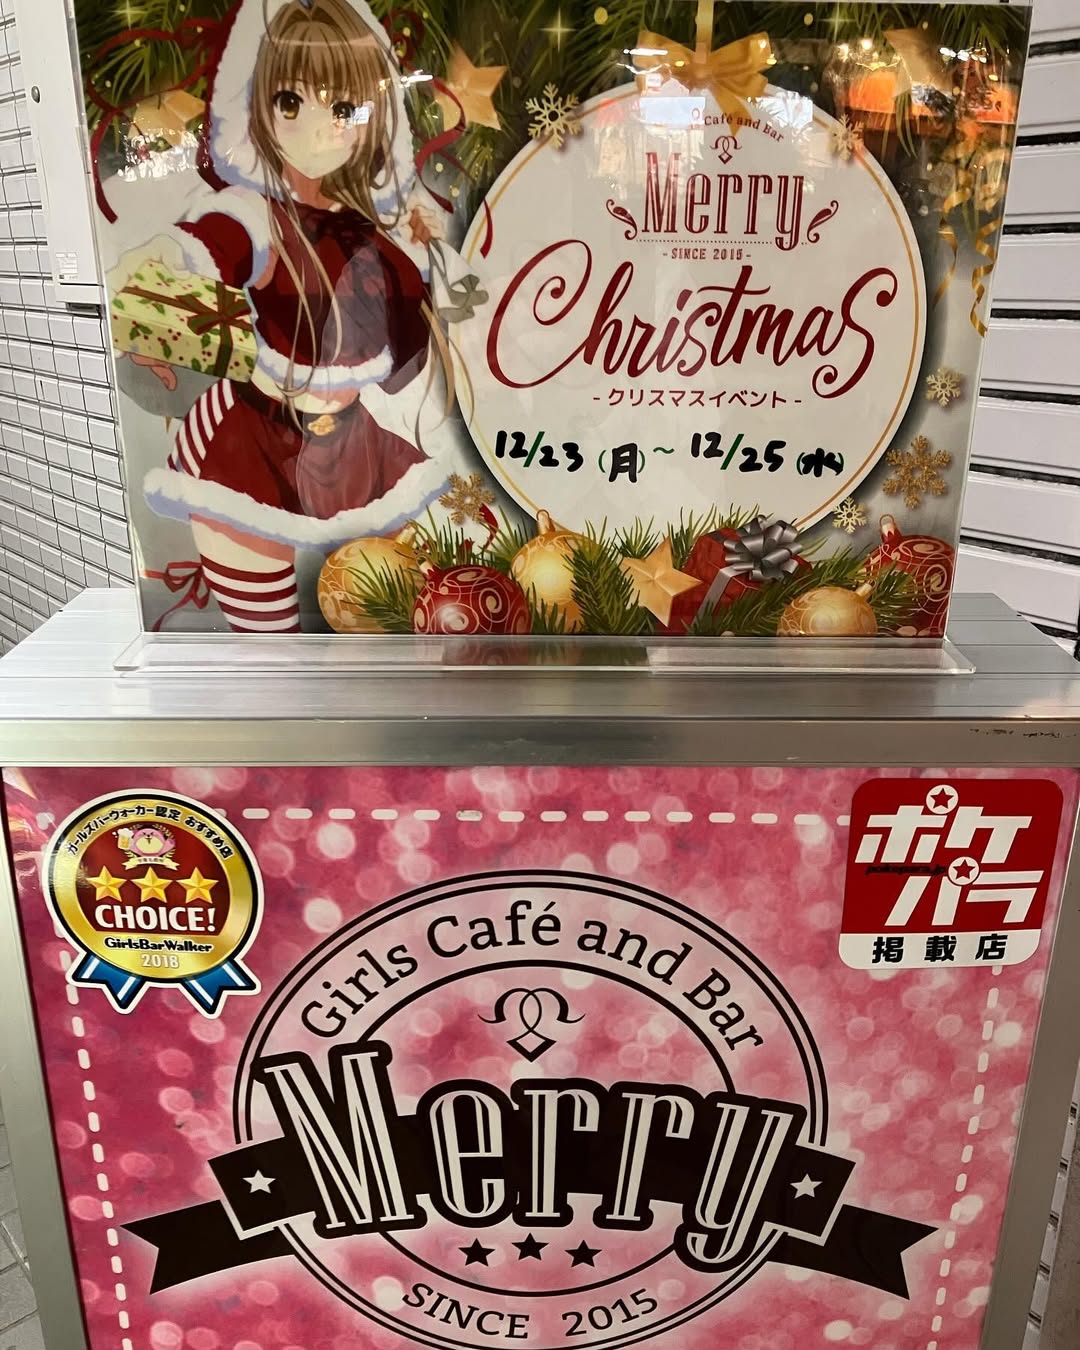 Café and Bar
Merry
- SINCE 2015 -
Christmas
- クリスマスイベント -
12/23 (月) ~ 12/25 (水)
ガールズバーウォーカー認定 おすすめ店
CHOICE!
GirlsBarWalker
2018
ポケ
pokepara.jp
パラ
掲載店
Girls Café and Bar
Merry
SINCE 2015